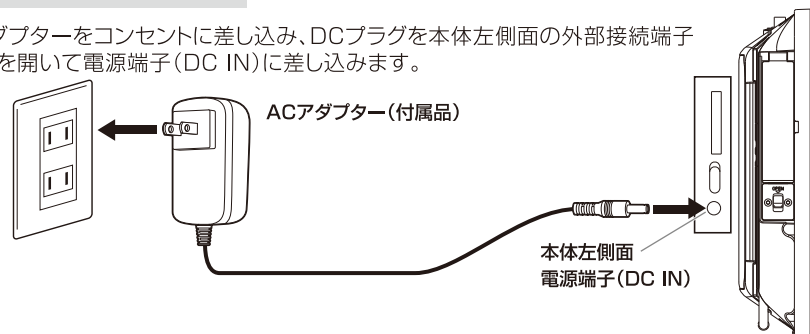 ダプターをコンセントに差し込み、DCプラグを本体左側面の外部接続端子
を開いて電源端子(DC IN)に差し込みます。
ACアダプター(付属品)
OPEN
本体左側面
電源端子(DC IN)